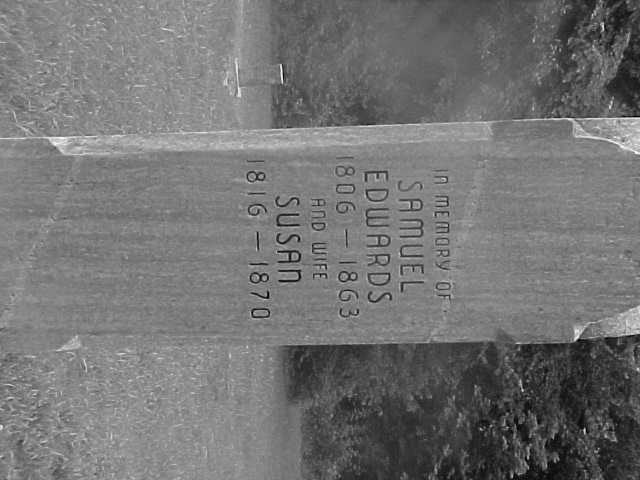 IN MEMORY OF
SAMUEL
EDWARDS
1806 — 1863
AND WIFE
SUSAN
1816 — 1870